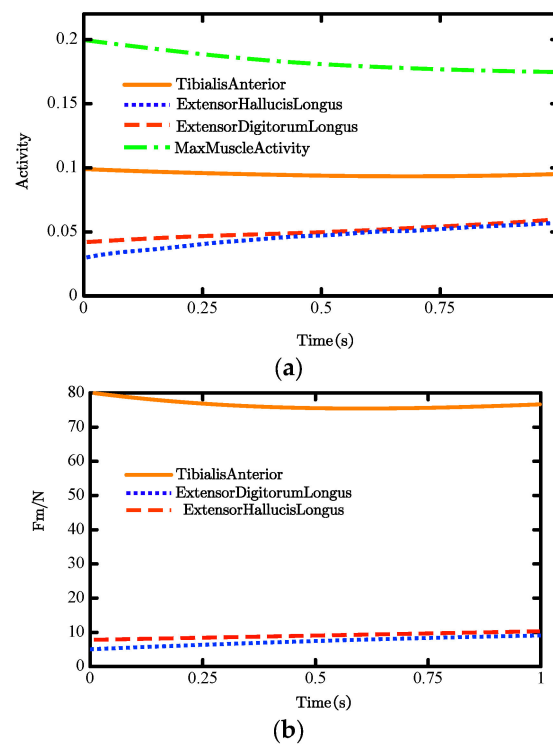 0.2
0.15
0.1
0.05
0
Activity
TibialisAnterior
ExtensorHallucisLongus
ExtensorDigitorumLongus
MaxMuscleActivity
0 0.25 0.5 0.75
Time(s)
(a)
80
70
60
50
40
30
20
10
0
Fm/N
TibialisAnterior
ExtensorDigitorumLongus
ExtensorHallucisLongus
0 0.25 0.5 0.75 1
Time(s)
(b)